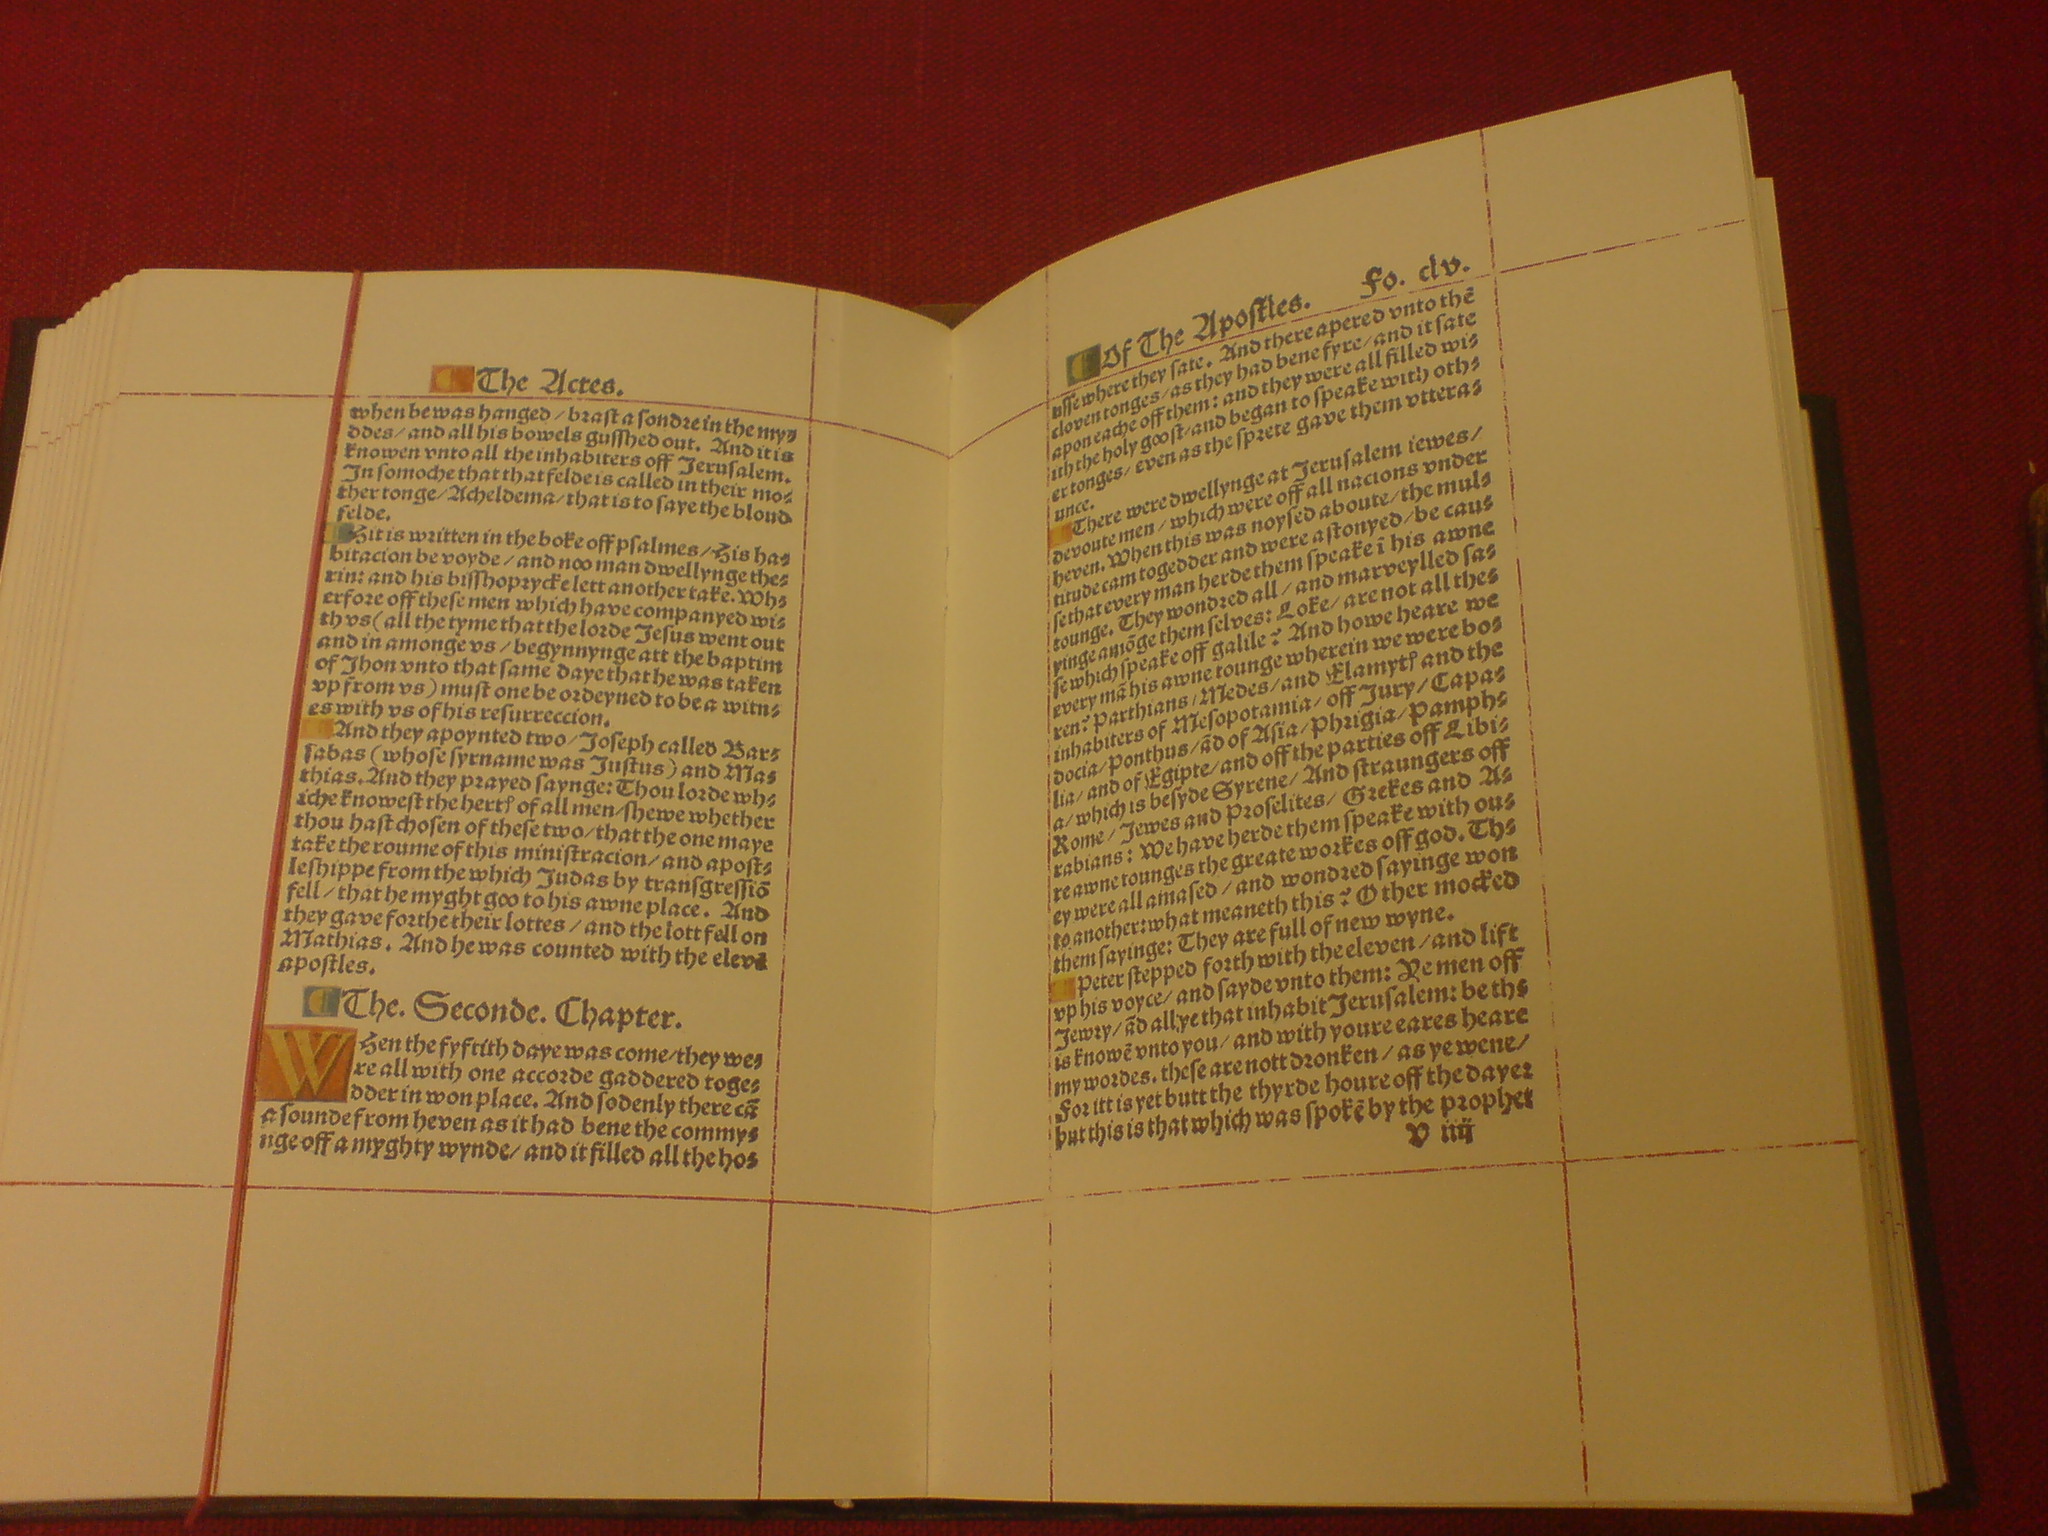 The Actes.
when he was hanged / brast a sondre in the my⸗
ddes / and all his bowels gusshed out. And it is
knowen vnto all the inhabiters off Jerusalem.
In somoche that that felde is called in their mo⸗
ther tonge / Acheldema / that is to saye the bloud
felde.
Hit is written in the boke off psalmes / His ha⸗
bitacion be voyde / and noo man dwellynge the⸗
rin: and his bisshoprycke lett another take. Wh⸗
erfore off these men which have companyed wi⸗
th vs (all the tyme that the lorde Jesus went out
and in amonge vs / begynnynge att the baptim
of Jhon vnto that same daye that he was taken
vp from vs) must one be ordeyned to be a witn⸗
es with vs of his resurreccion.
And they apoynted two / Joseph called Bar⸗
sabas (whose syrname was Justus) and Mas
thias. And they prayed saynge: Thou lorde wh⸗
iche knowest the hertꝭ of all men / shewe whether
thou hast chosen of these two / that the one maye
take the roume of this ministracion / and apost⸗
leshippe from the which Judas by transgressiō
fell / that he myght goo to his awne place. And
they gave forthe their lottes / and the lott fell on
Mathias. And he was counted with the elevē
apostles.
The. Seconde. Chapter.
WHen the fyftith daye was come / they we⸗
re all with one accorde gaddered toge⸗
dder in won place. And sodenly there cā
a sounde from heven as it had bene the commy⸗
nge off a myghty wynde / and it filled all the hos
Of The Apostles. Fo. clv.
usse where they sate. And there apered vnto thē
cloven tonges / as they had bene fyre / and it sate
apon eache off them: and they were all filled wi⸗
ith the holy goost / and began to speake with oth⸗
er tonges / even as the sprete gave them vttera⸗
unce.
There were dwellynge at Jerusalem iewes /
devoute men / which were off all nacions vnder
heven. When this was noysed aboute / the mul⸗
titude cam togedder and were astonyed / be cau⸗
se that every man herde them speake ī his awne
tounge. They wondred all / and marveylled sa⸗
yinge amōge them selves: Loke / are not all the⸗
se which speake off galile? And howe heare we
every mā his awne tounge wherein we were bo⸗
ren? Parthians / Medes / and Elamytꝭ and the
inhabiters of Mesopotamia / off Jury / Capa⸗
docia / Ponthus / ād of Asia / Phrigia / Pamph⸗
lia / and of Egipte / and off the parties off Libi⸗
a / which is besyde Syrene / And straungers off
Rome / Jewes and Proselites / Grekes and A⸗
rabians: We have herde them speake with ou⸗
re awne tounges the greate workes off god. Th⸗
ey were all amased / and wondred sayinge won
to another: what meaneth this? Other mocked
them sayinge: They are full of new wyne.
Peter stepped forth with the eleven / and lift
vp his voyce / and sayde vnto them: Ye men off
Jewry / ād all ye that inhabit Jerusalem: be ths
is knowē vnto you / and with youre eares heare
my wordes. these are nott dronken / as ye wene /
For itt is yet butt the thyrde houre off the daye:
but this is that which was spokē by the prophet
V iiij